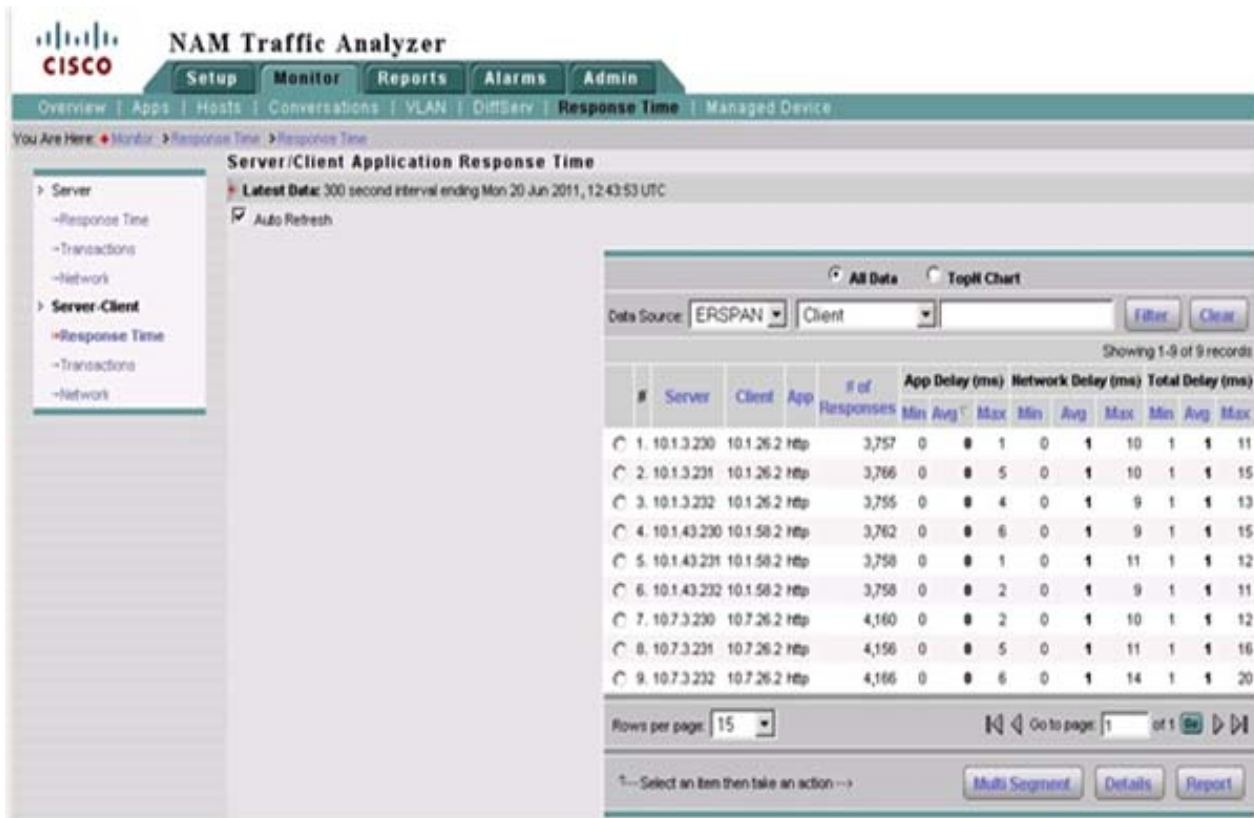 CISCO
NAM Traffic Analyzer
Setup Monitor Reports Alarms Admin
Overview | Apps | Hosts | Conversations | VLAN | DiffServ | Response Time | Managed Device
You Are Here: Monitor > Response Time > Response Time
> Server
Response Time
Transactions
Network
> Server-Client
Response Time
Transactions
Network
Server/Client Application Response Time
Latest Data: 300 second interval ending Mon 20 Jun 2011, 12:43:53 UTC
Auto Refresh
All Data TopN Chart
Data Source: ERSPAN Client Filter Clear
Showing 1-9 of 9 records
# Server Client App # of Responses App Delay (ms) Network Delay (ms) Total Delay (ms)
Min Avg Max Min Avg Max Min Avg Max
1. 10.1.3.230 10.1.26.2 http 3,757 0 0 1 0 1 10 1 1 11
2. 10.1.3.231 10.1.26.2 http 3,766 0 0 5 0 1 10 1 1 15
3. 10.1.3.232 10.1.26.2 http 3,755 0 0 4 0 1 9 1 1 13
4. 10.1.43.230 10.1.58.2 http 3,762 0 0 6 0 1 9 1 1 15
5. 10.1.43.231 10.1.58.2 http 3,758 0 0 1 0 1 11 1 1 12
6. 10.1.43.232 10.1.58.2 http 3,758 0 0 2 0 1 9 1 1 11
7. 10.7.3.230 10.7.26.2 http 4,160 0 0 2 0 1 10 1 1 12
8. 10.7.3.231 10.7.26.2 http 4,156 0 0 5 0 1 11 1 1 16
9. 10.7.3.232 10.7.26.2 http 4,166 0 0 6 0 1 14 1 1 20
Rows per page: 15 Go to page: 1 of 1 Go
Select an item then take an action --> Multi Segment Details Report